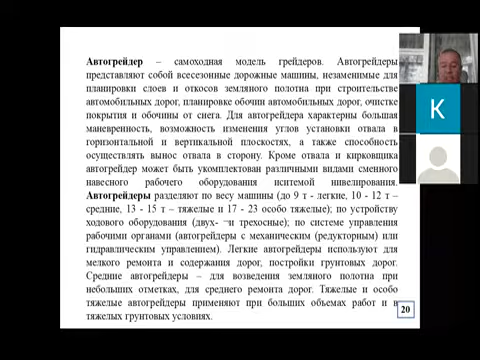 Автогрейдер – самоходная модель грейдеров. Автогрейдеры
представляют собой всесезонные дорожные машины, незаменимые для
планировки слоев и откосов земляного полотна при строительстве
автомобильных дорог, планировке обочин автомобильных дорог, очистке
покрытия и обочины от снега. Для автогрейдера характерны большая
маневренность, возможность изменения углов установки отвала в
горизонтальной и вертикальной плоскостях, а также способность
осуществлять вынос отвала в сторону. Кроме отвала и кирковщика
автогрейдер может быть укомплектован различными видами сменного
навесного рабочего оборудования иситемой нивелирования.
Автогрейдеры разделяют по весу машины (до 9 т - легкие, 10 - 12 т –
средние, 13 - 15 т – тяжелые и 17 - 23 особо тяжелые); по устройству
ходового оборудования (двух- и трехосные); по системе управления
рабочими органами (автогрейдеры с механическим (редукторным) или
гидравлическим управлением). Легкие автогрейдеры используют для
мелкого ремонта и содержания дорог, постройки грунтовых дорог.
Средние автогрейдеры – для возведения земляного полотна при
небольших отметках, для среднего ремонта дорог. Тяжелые и особо
тяжелые автогрейдеры применяют при больших объемах работ и в
тяжелых грунтовых условиях.
20
K